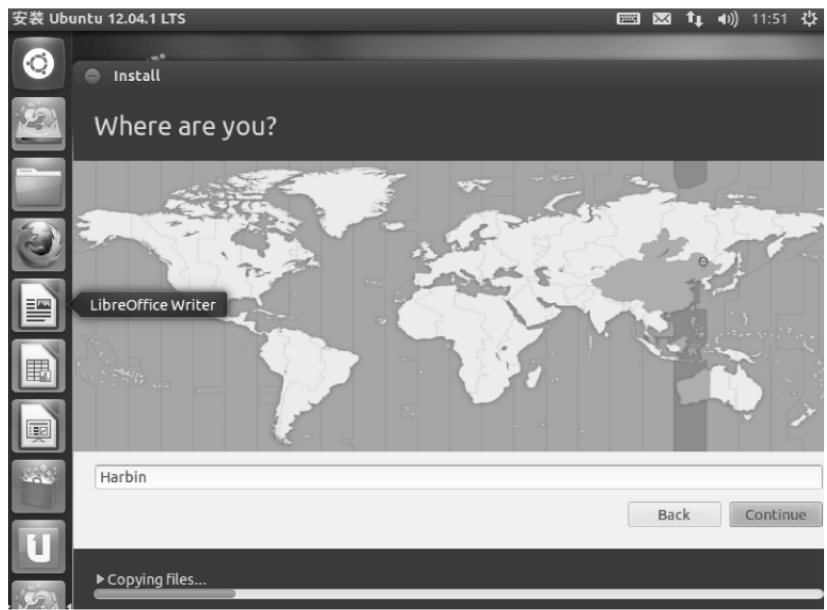 安装 Ubuntu 12.04.1 LTS 11:51
Install
Where are you?
LibreOffice Writer
Harbin
Back Continue
Copying files...